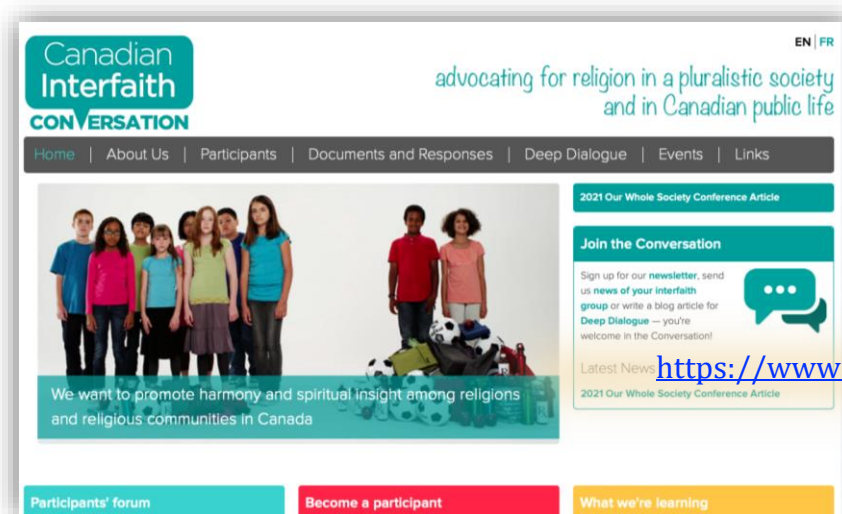 Canadian
Interfaith
CONVERSATION
EN | FR
advocating for religion in a pluralistic society
and in Canadian public life
Home | About Us | Participants | Documents and Responses | Deep Dialogue | Events | Links
We want to promote harmony and spiritual insight among religions
and religious communities in Canada
2021 Our Whole Society Conference Article
Join the Conversation
Sign up for our newsletter, send
us news of your interfaith
group or write a blog article for
Deep Dialogue — you're
welcome in the Conversation!
Latest News
https://www.
2021 Our Whole Society Conference Article
Participants' forum
Become a participant
What we're learning